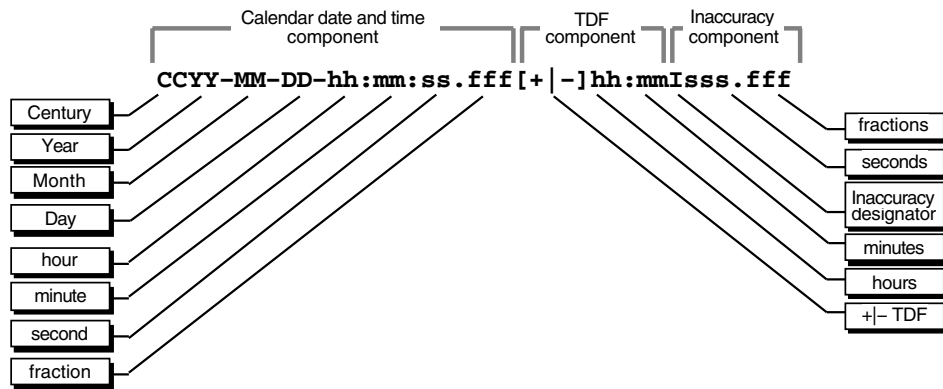 Calendar date and time
component
TDF
component
Inaccuracy
component
CCYY-MM-DD-hh:mm:ss.fff[+|-]hh:mmIsss.fff
Century
Year
Month
Day
hour
minute
second
fraction
fractions
seconds
Inaccuracy
designator
minutes
hours
+|– TDF